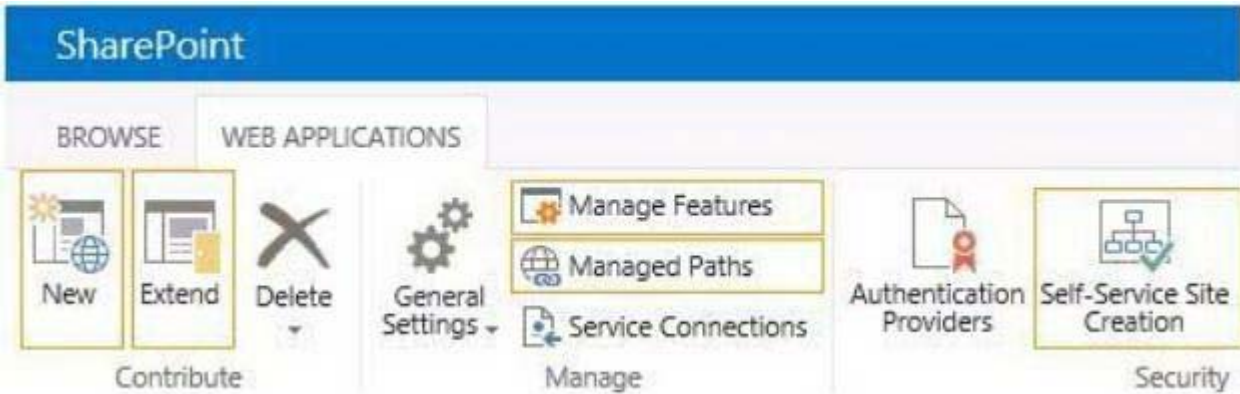 SharePoint
BROWSE WEB APPLICATIONS
New Extend Delete General Settings Manage Features
Managed Paths
Service Connections
Authentication Providers Self-Service Site Creation
Contribute Manage Security